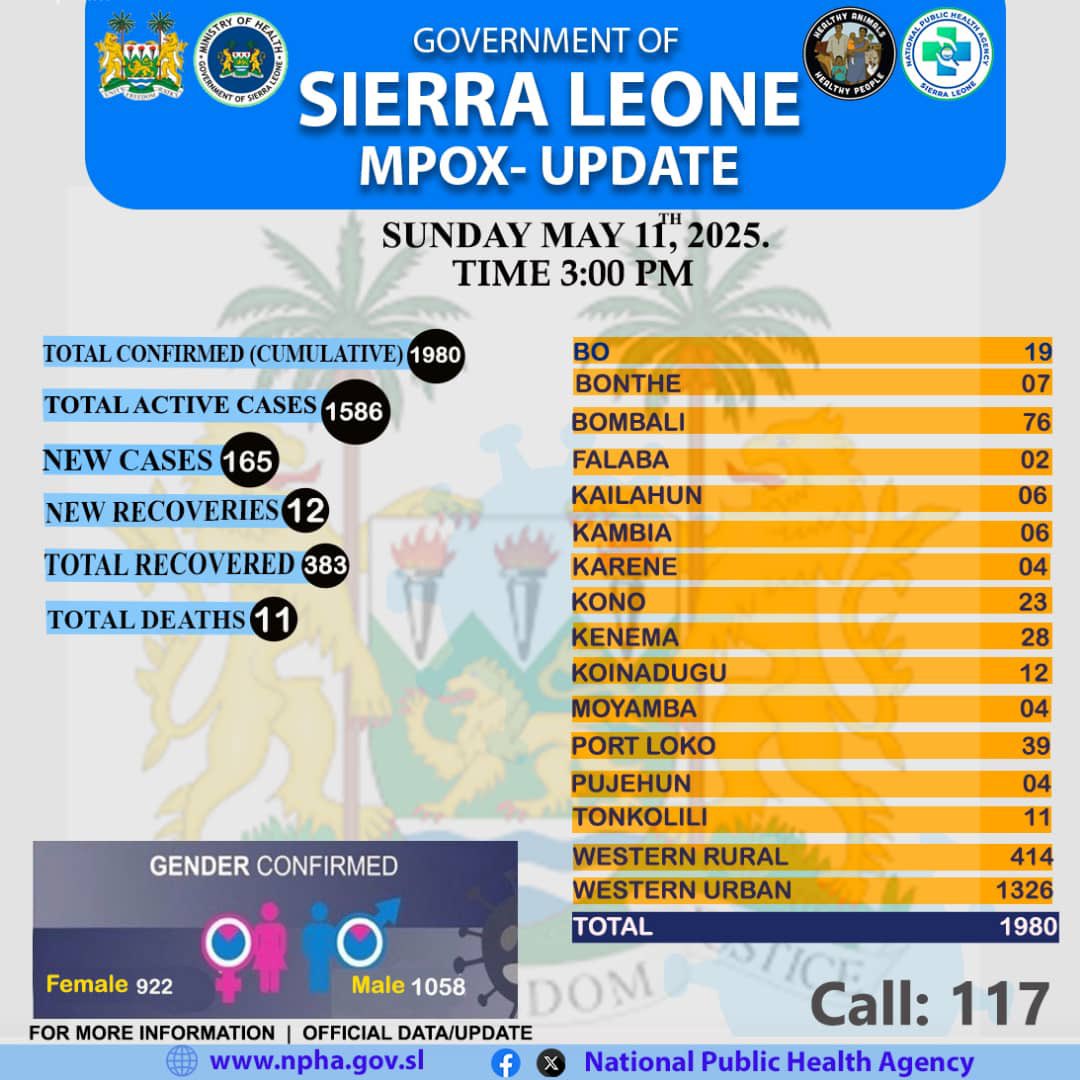 GOVERNMENT OF
SIERRA LEONE
MPOX- UPDATE
MINISTRY OF HEALTH
GOVERNMENT OF SIERRA LEONE
HEALTHY ANIMALS
HEALTHY PEOPLE
NATIONAL PUBLIC HEALTH AGENCY
SIERRA LEONE
SUNDAY MAY 11TH, 2025.
TIME 3:00 PM
TOTAL CONFIRMED (CUMULATIVE) 1980
TOTAL ACTIVE CASES 1586
NEW CASES 165
NEW RECOVERIES 12
TOTAL RECOVERED 383
TOTAL DEATHS 11
BO 19
BONTHE 07
BOMBALI 76
FALABA 02
KAILAHUN 06
KAMBIA 06
KARENE 04
KONO 23
KENEMA 28
KOINADUGU 12
MOYAMBA 04
PORT LOKO 39
PUJEHUN 04
TONKOLILI 11
WESTERN RURAL 414
WESTERN URBAN 1326
TOTAL 1980
GENDER CONFIRMED
Female 922 Male 1058
Call: 117
FOR MORE INFORMATION | OFFICIAL DATA/UPDATE
www.npha.gov.sl National Public Health Agency